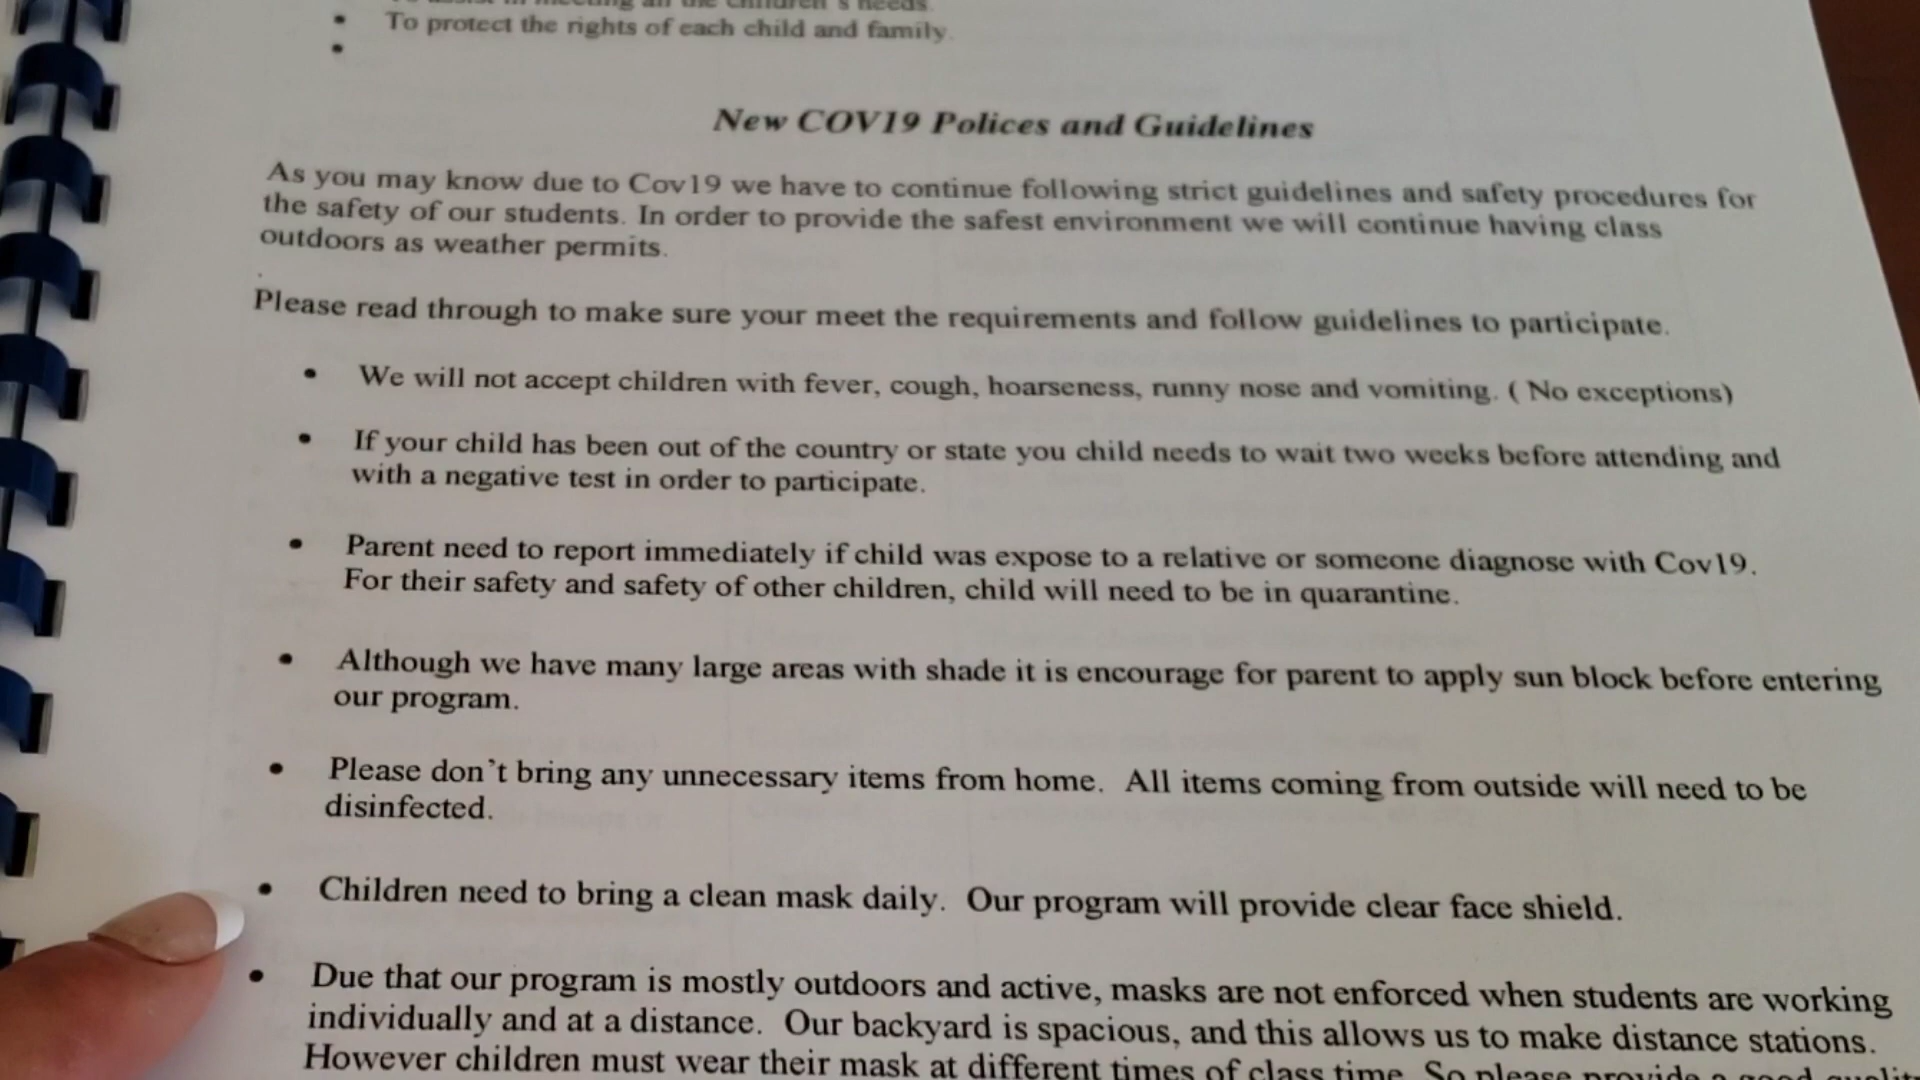 To assist in meeting all the children's needs.
• To protect the rights of each child and family.
•
New COV19 Polices and Guidelines
As you may know due to Cov19 we have to continue following strict guidelines and safety procedures for
the safety of our students. In order to provide the safest environment we will continue having class
outdoors as weather permits.
.
Please read through to make sure your meet the requirements and follow guidelines to participate.
• We will not accept children with fever, cough, hoarseness, runny nose and vomiting. ( No exceptions)
• If your child has been out of the country or state you child needs to wait two weeks before attending and
with a negative test in order to participate.
• Parent need to report immediately if child was expose to a relative or someone diagnose with Cov19.
For their safety and safety of other children, child will need to be in quarantine.
• Although we have many large areas with shade it is encourage for parent to apply sun block before entering
our program.
• Please don't bring any unnecessary items from home. All items coming from outside will need to be
disinfected.
• Children need to bring a clean mask daily. Our program will provide clear face shield.
• Due that our program is mostly outdoors and active, masks are not enforced when students are working
individually and at a distance. Our backyard is spacious, and this allows us to make distance stations.
However children must wear their mask at different times of class time. So please provide a good